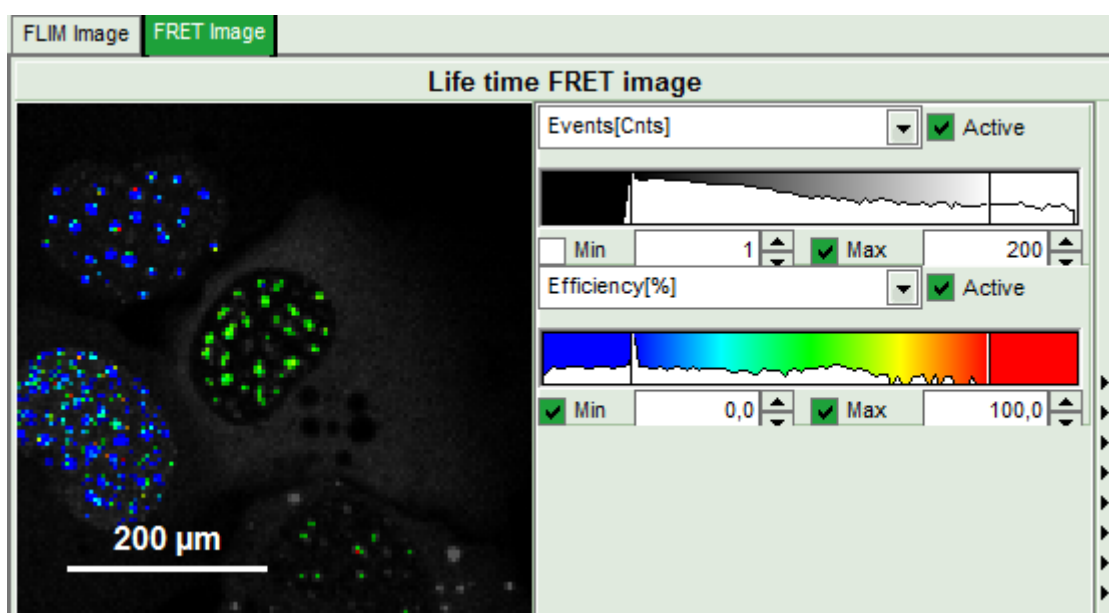 FLIM Image FRET Image
Life time FRET image
Events[Cnts] Active
Min 1 Max 200
Efficiency[%] Active
Min 0,0 Max 100,0
200 µm